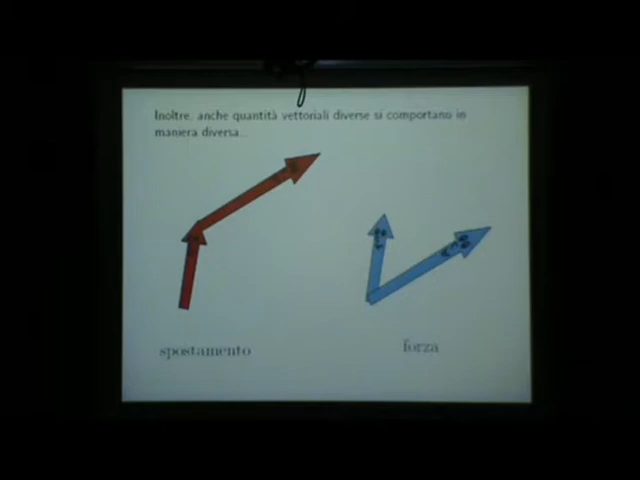 Inoltre, anche quantità vettoriali diverse si comportano in
maniera diversa...
spostamento
forza